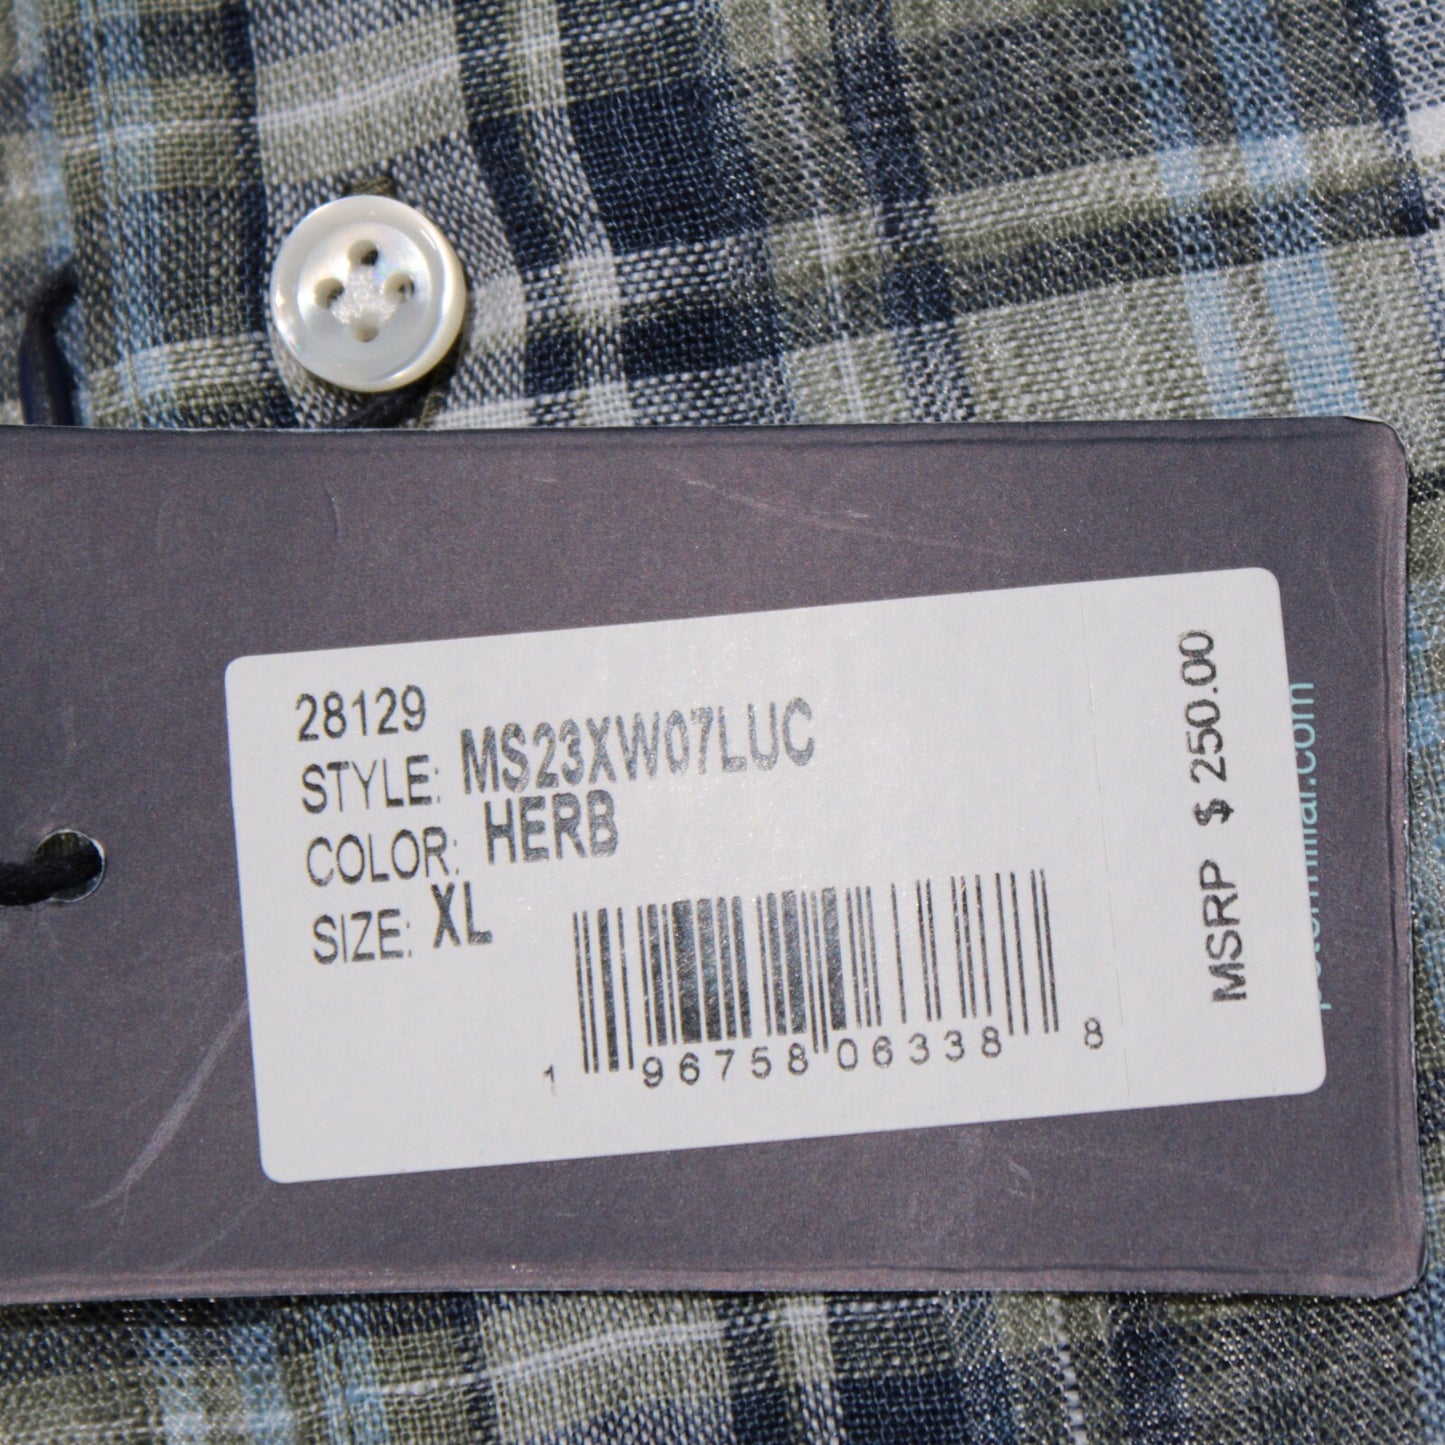 28129
STYLE: MS23XW07LUC
COLOR: HERB
SIZE: XL
1 96758 06338 8
MSRP $ 250.00